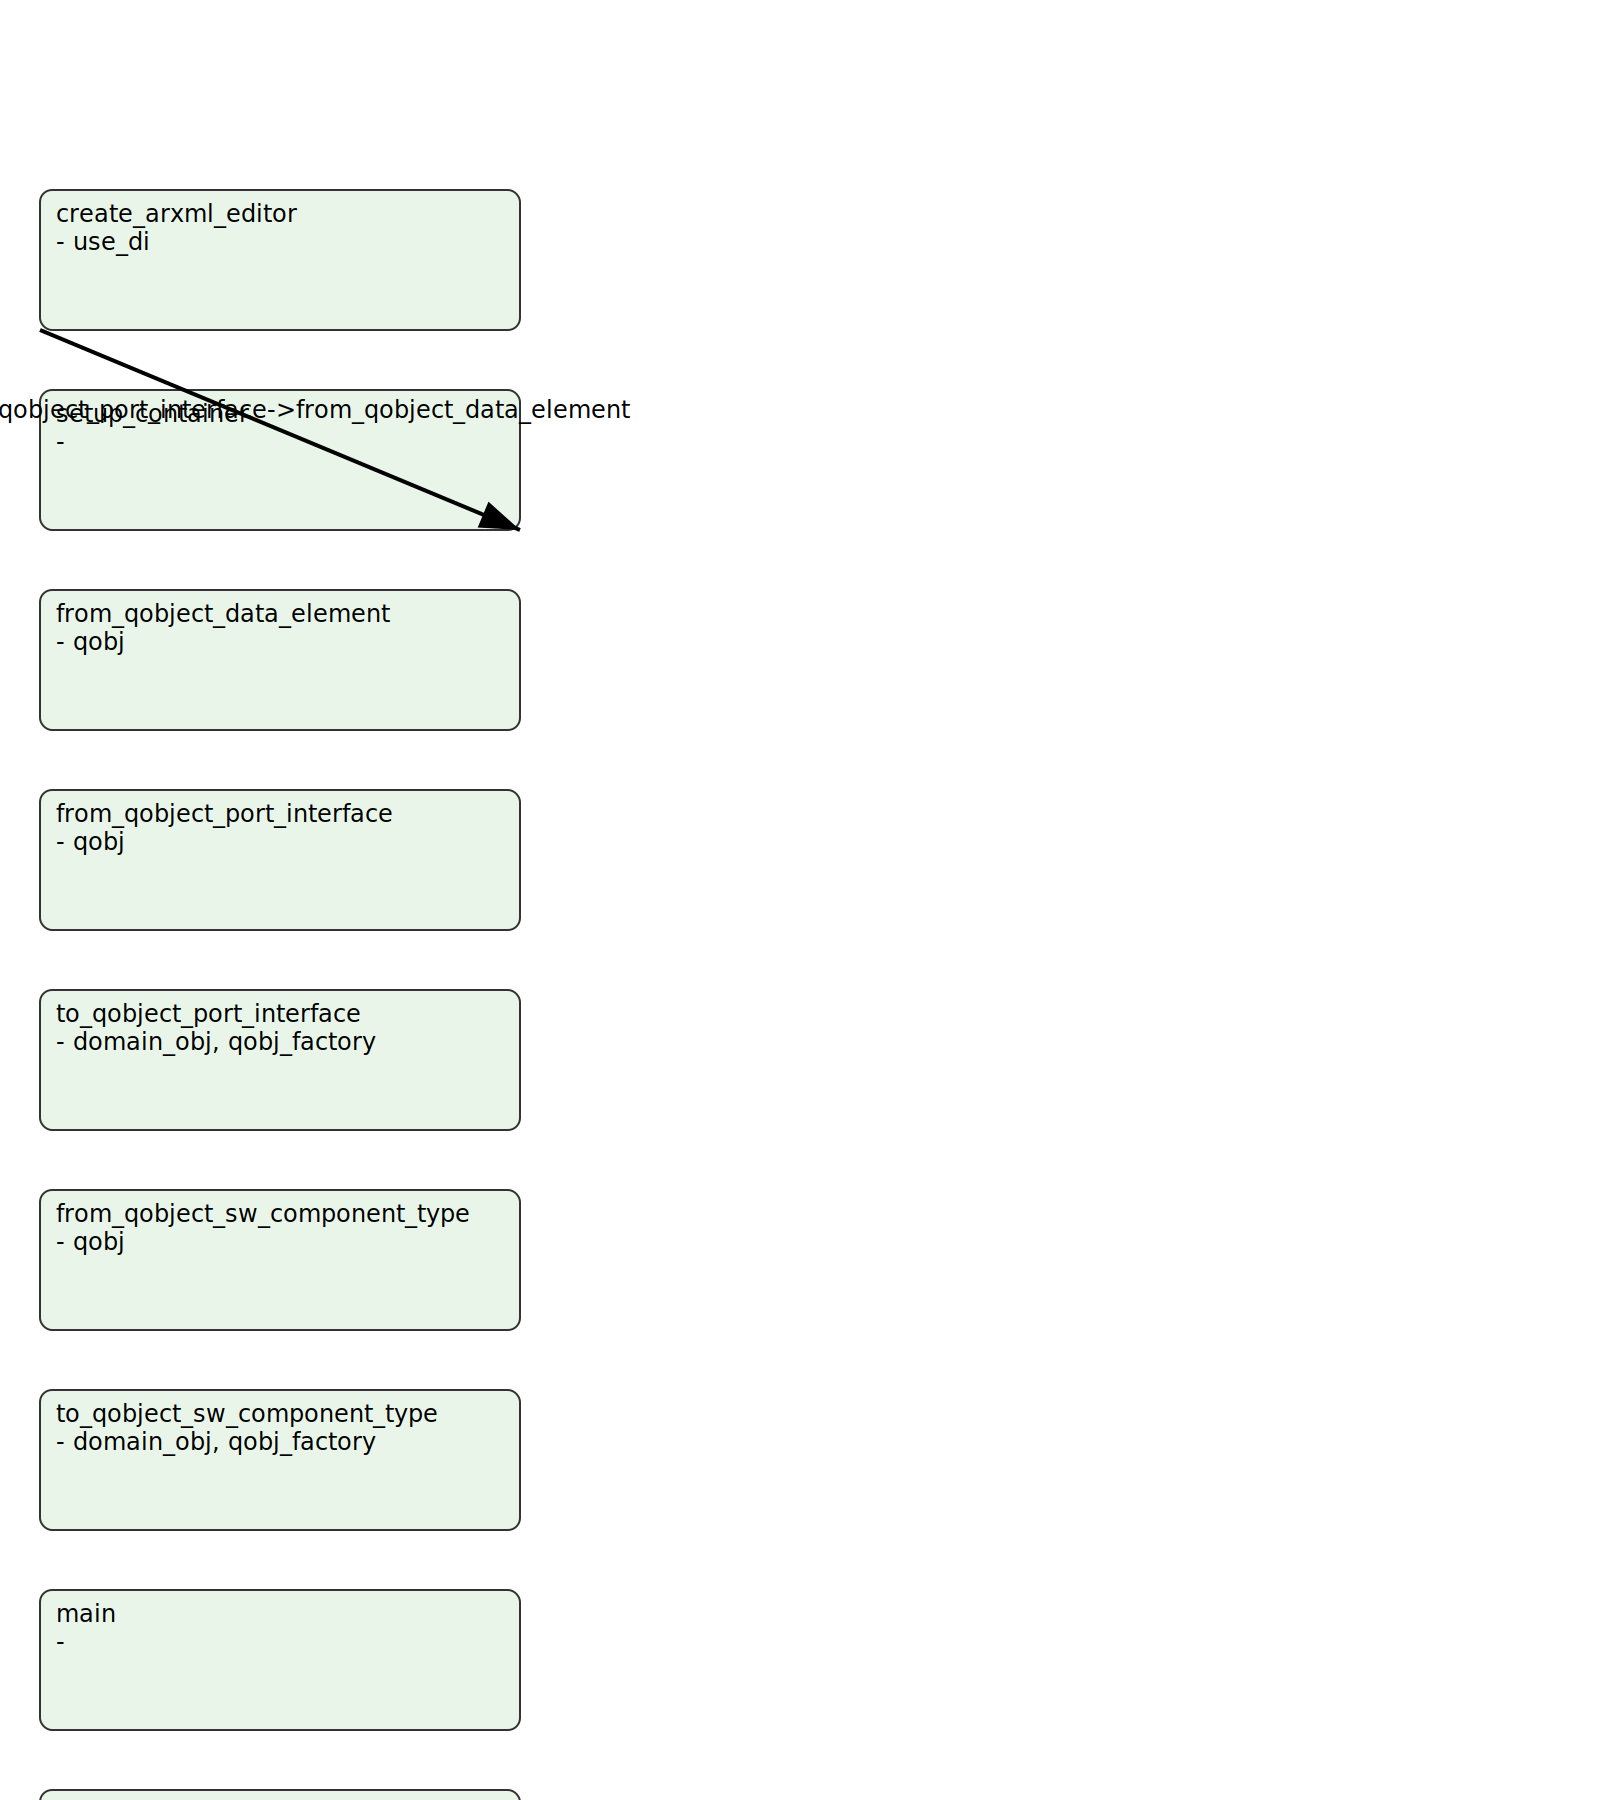 create_arxml_editor
- use_di
qobject_port_interface->from_qobject_data_element
setup_container
-
from_qobject_data_element
- qobj
from_qobject_port_interface
- qobj
to_qobject_port_interface
- domain_obj, qobj_factory
from_qobject_sw_component_type
- qobj
to_qobject_sw_component_type
- domain_obj, qobj_factory
main
-